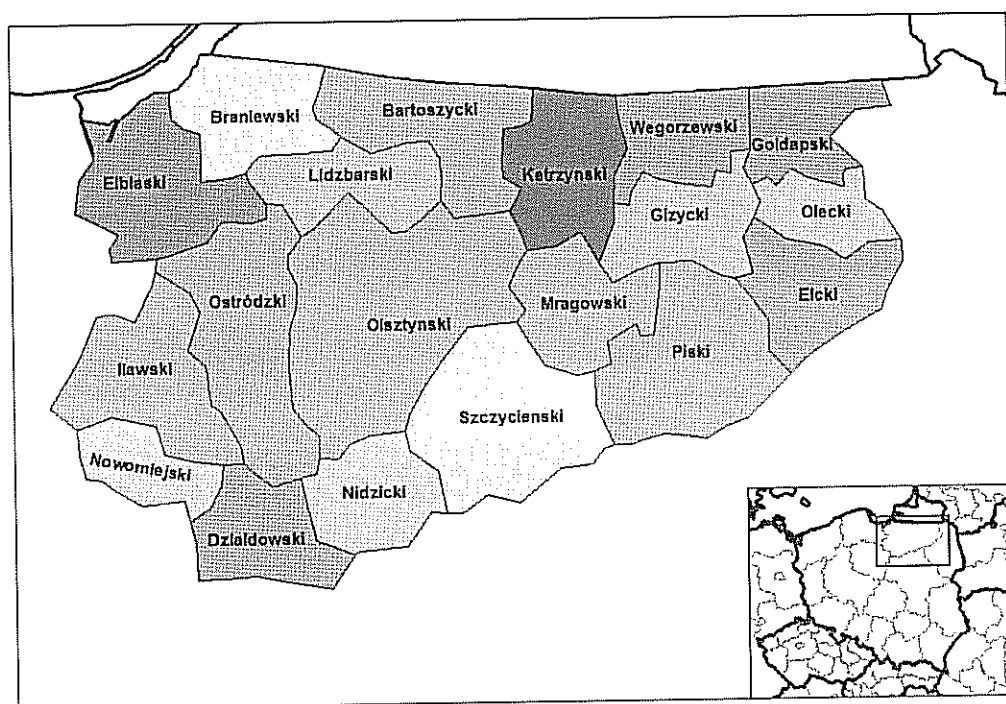 Braniewski
Bartoszycki
Wegorzewski
Goldapski
Elblaski
Lidzbarski
Ketrzynski
Gizycki
Olecki
Ostródzki
Olsztynski
Mragowski
Elcki
Ilawski
Piski
Szczycienski
Nowomiejski
Nidzicki
Dzialdowski